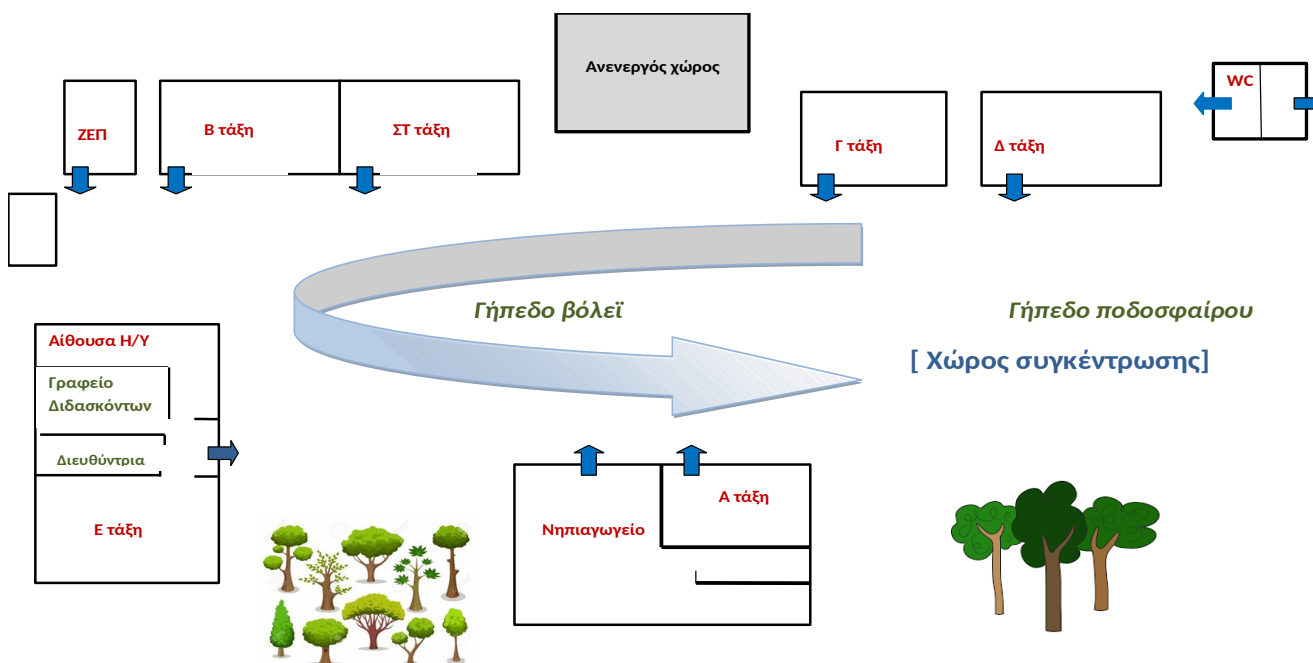 Ανενεργός χώρος
WC
ΖΕΠ
Β τάξη
ΣΤ τάξη
Γ τάξη
Δ τάξη
Γήπεδο βόλεϊ
Γήπεδο ποδοσφαίρου
[ Χώρος συγκέντρωσης]
Αίθουσα Η/Υ
Γραφείο
Διδασκόντων
Διευθύντρια
Ε τάξη
Νηπιαγωγείο
Α τάξη